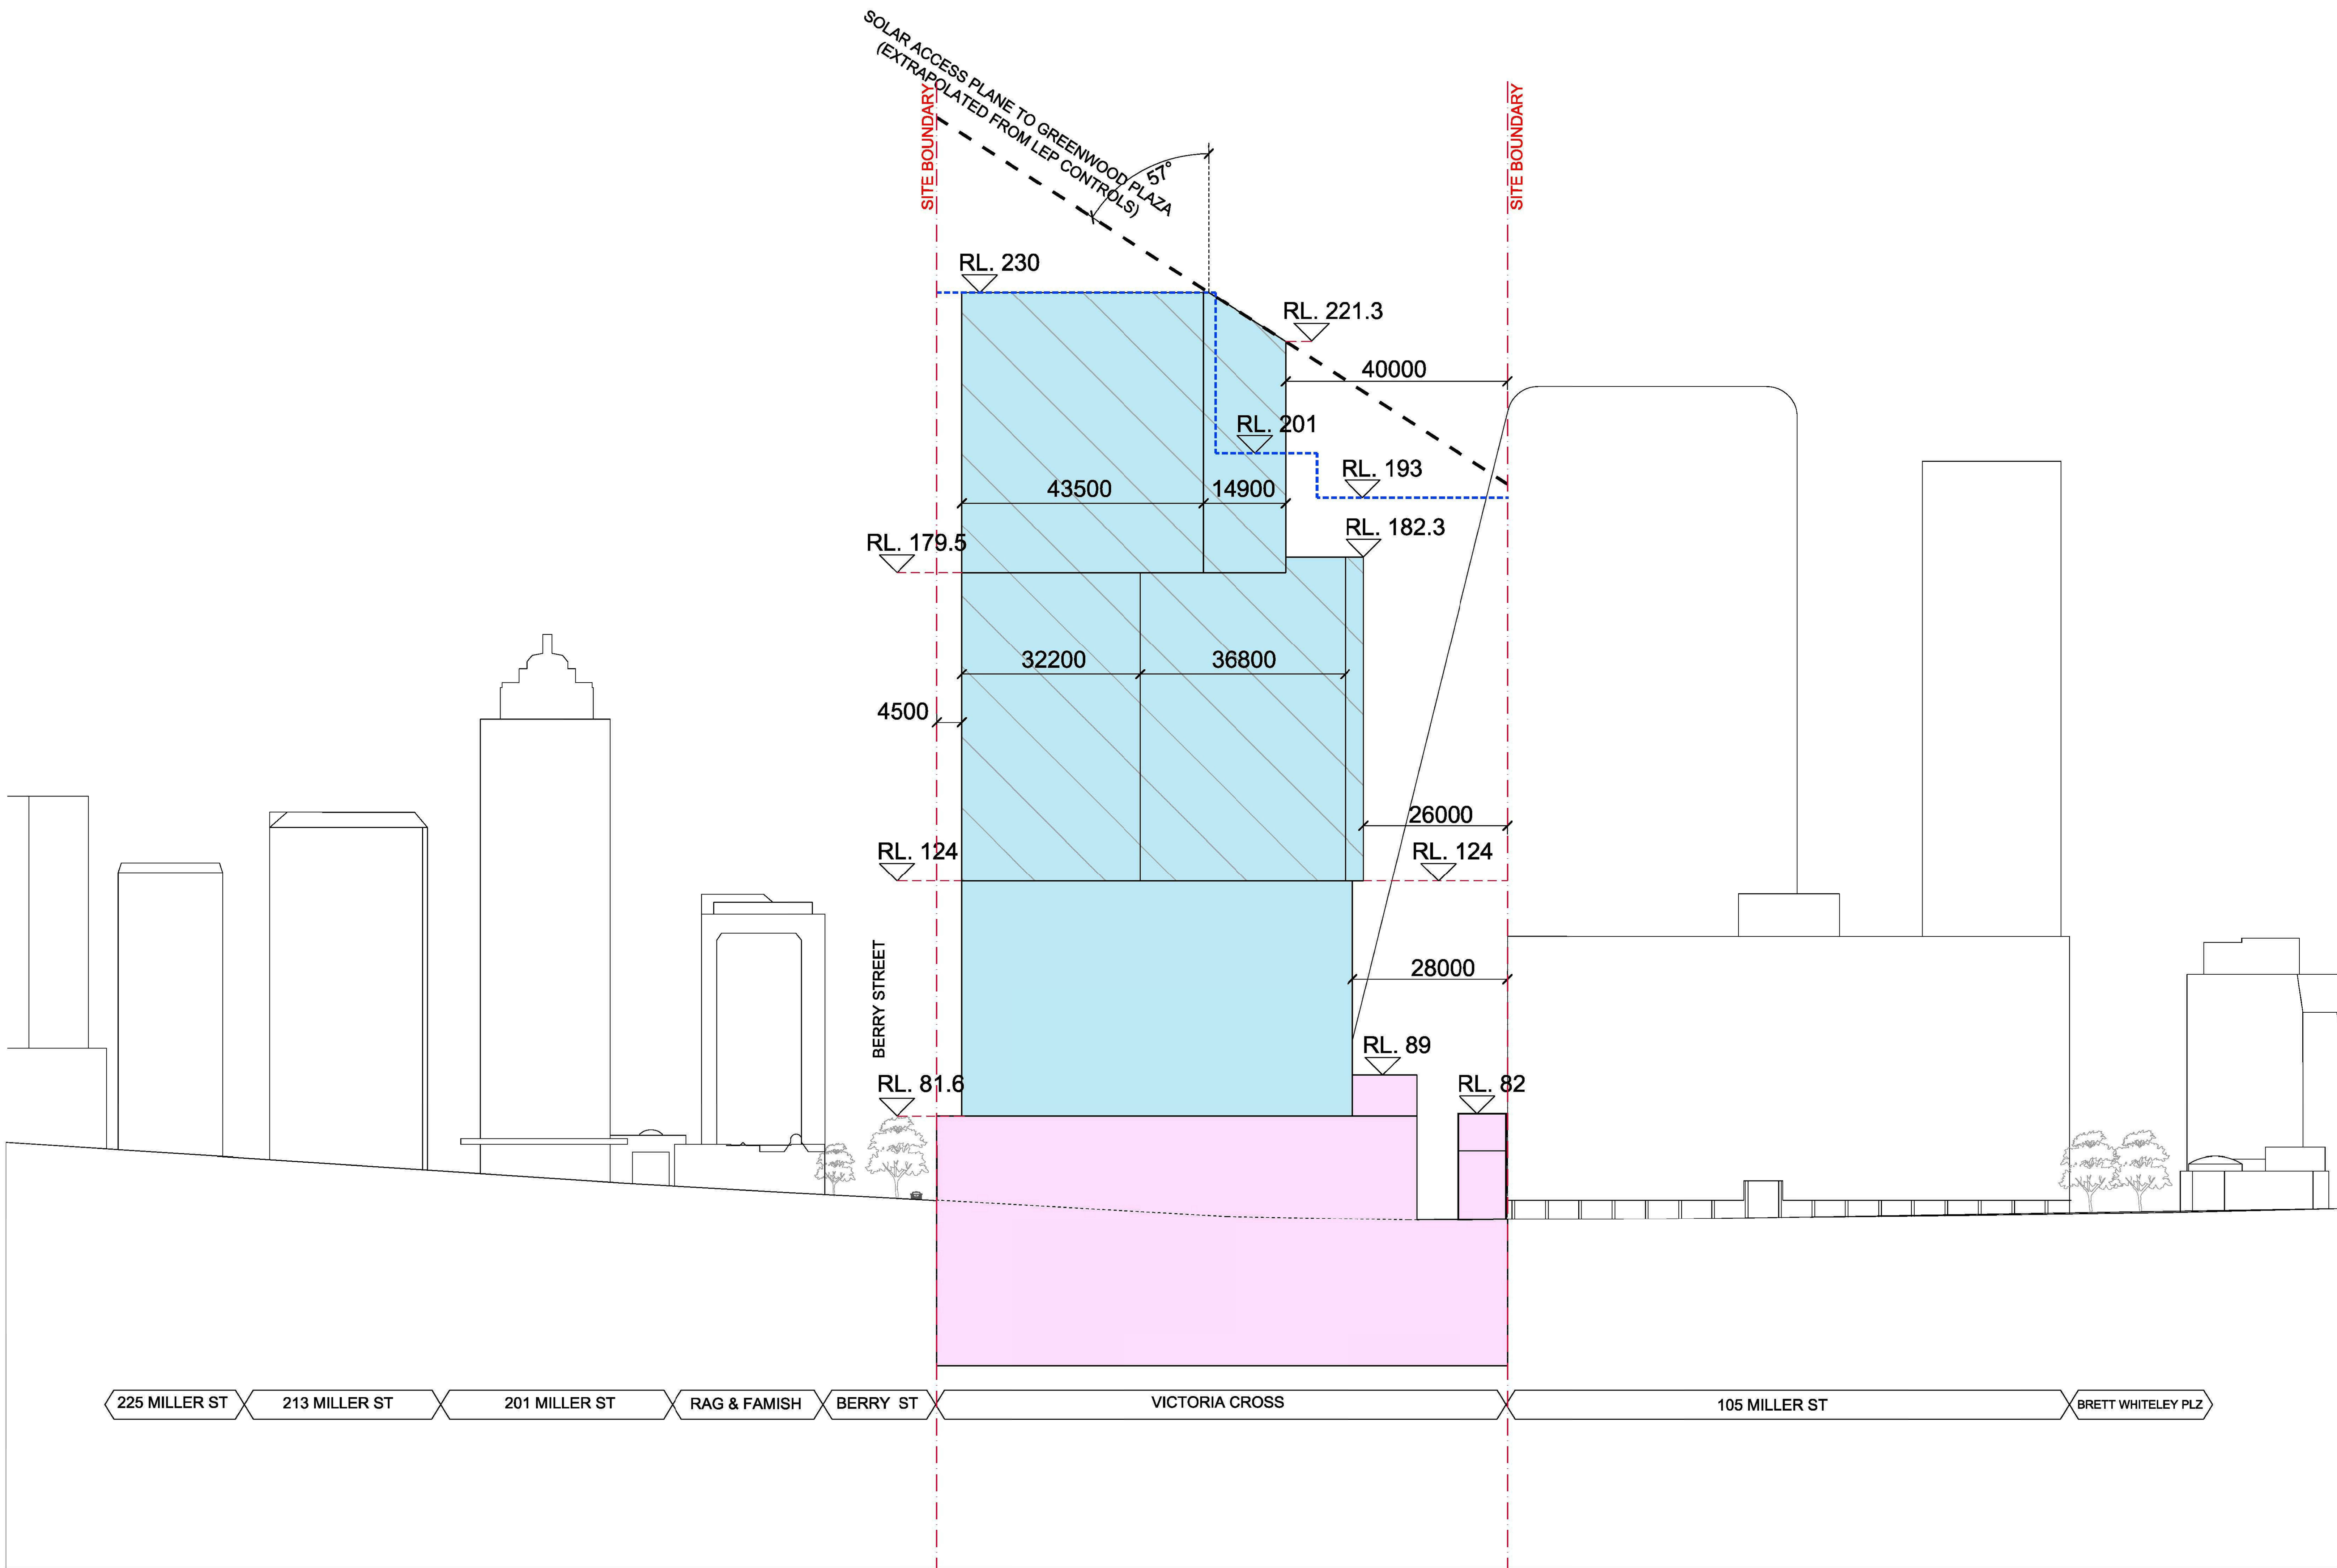 SOLAR ACCESS PLANE TO GREENWOOD PLAZA
(EXTRAPOLATED FROM LEP CONTROLS)
SITE BOUNDARY
SITE BOUNDARY
57°
RL. 230
RL. 221.3
40000
RL. 201
RL. 193
43500
14900
RL. 182.3
RL. 179.5
32200
36800
4500
26000
RL. 124
RL. 124
BERRY STREET
28000
RL. 89
RL. 81.6
RL. 82
225 MILLER ST
213 MILLER ST
201 MILLER ST
RAG & FAMISH
BERRY ST
VICTORIA CROSS
105 MILLER ST
BRETT WHITELEY PLZ